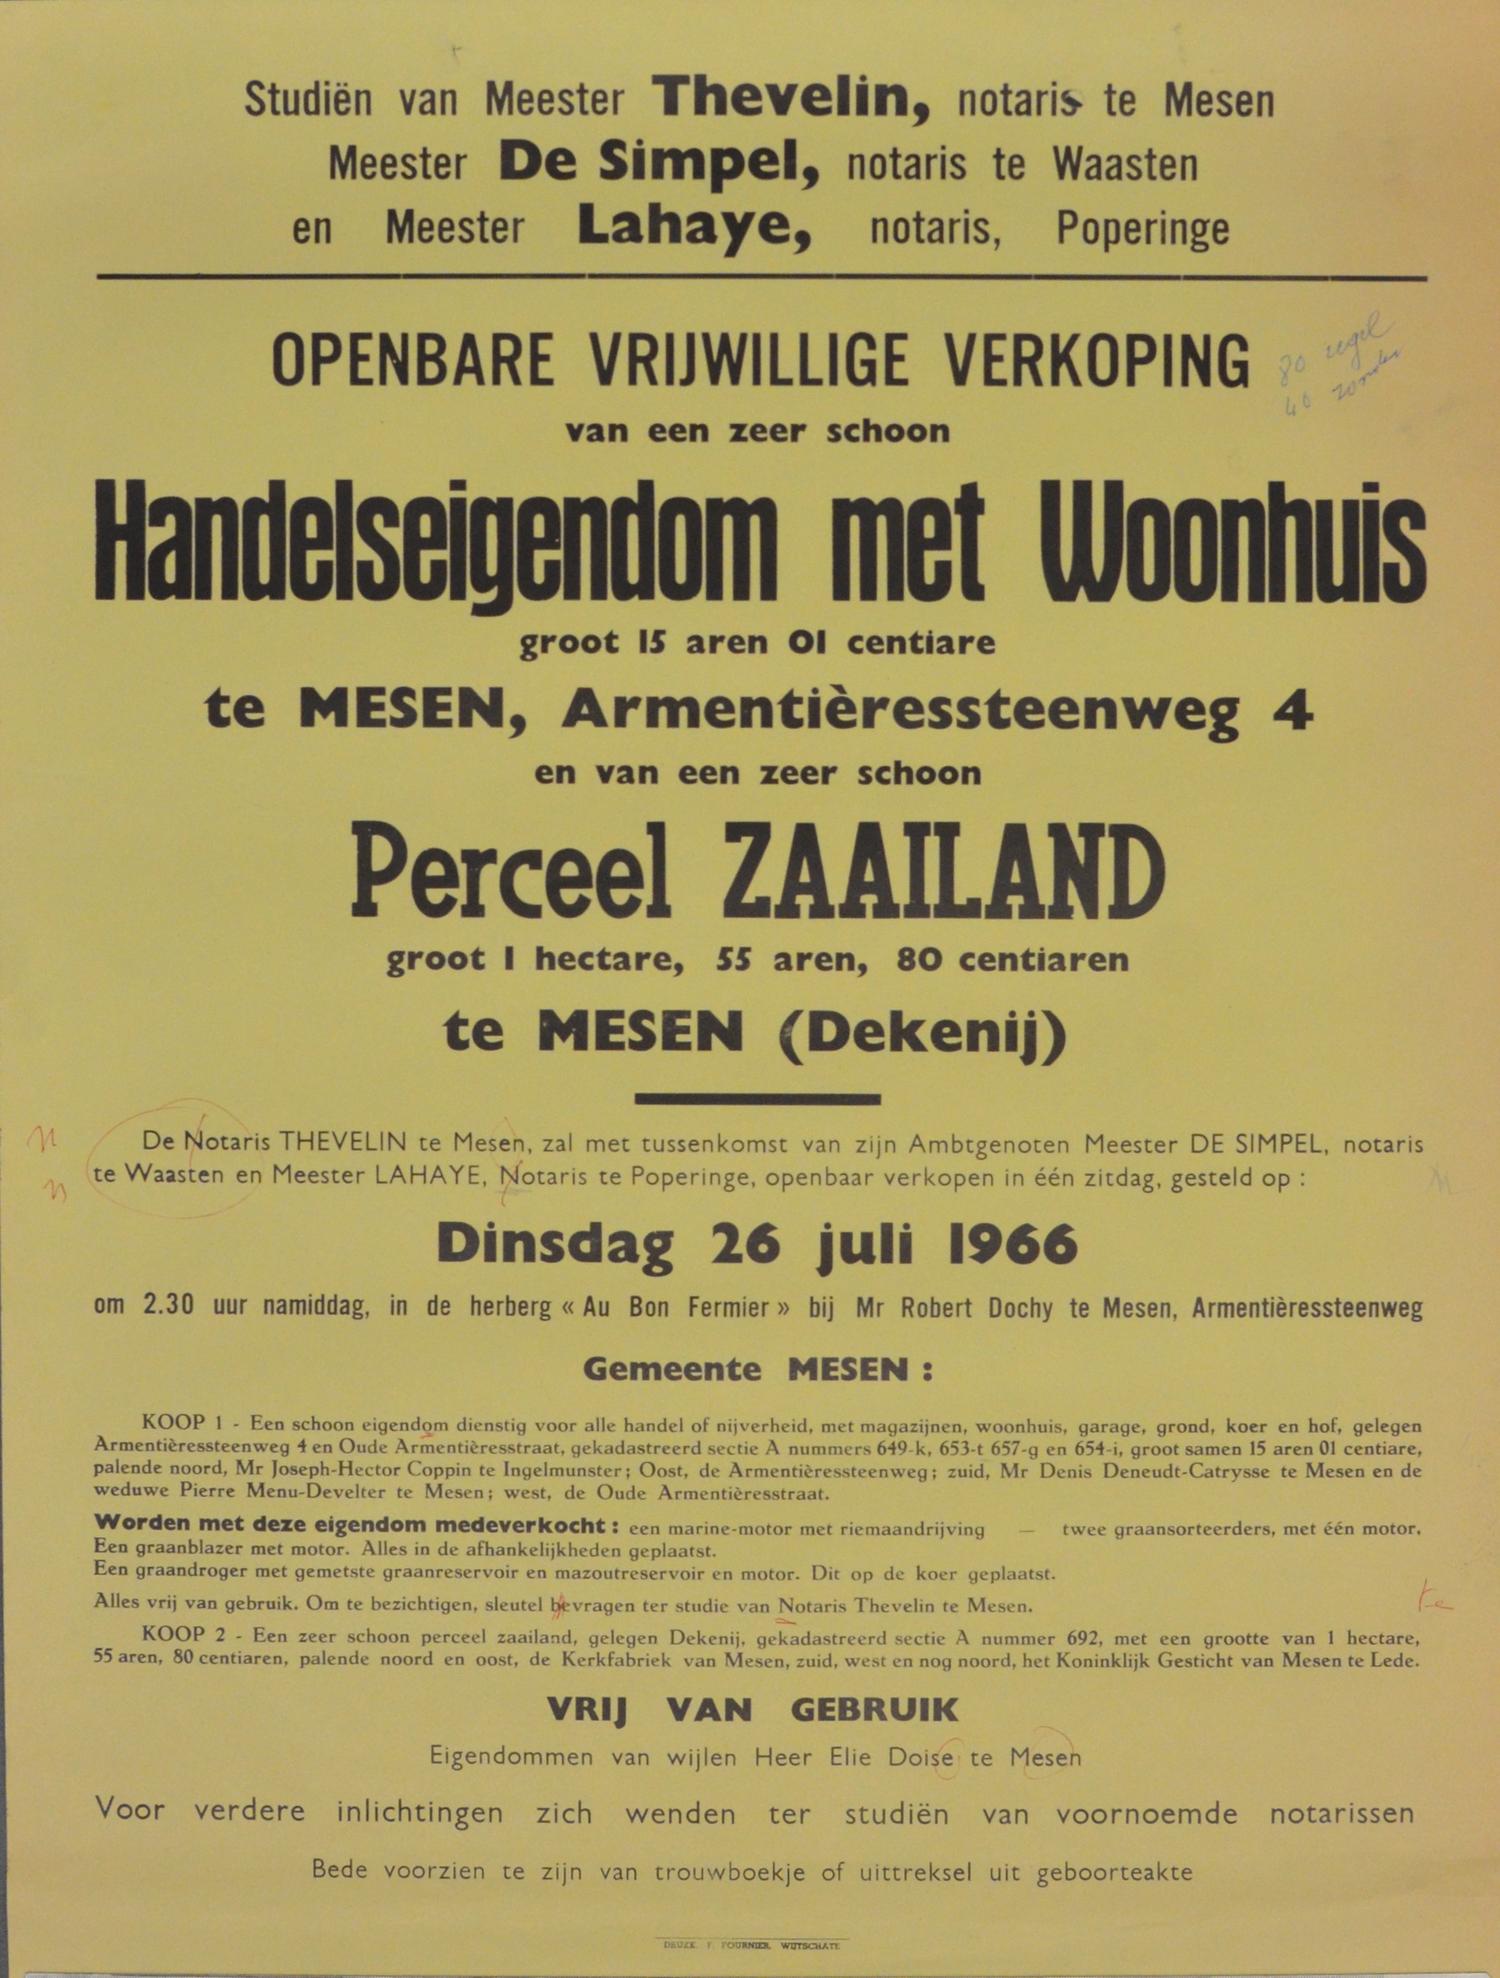 Studiën van Meester Thevelin, notaris te Mesen
Meester De Simpel, notaris te Waasten
en Meester Lahaye, notaris, Poperinge
OPENBARE VRIJWILLIGE VERKOPING
80 regel
40 zonder
van een zeer schoon
Handelseigendom met Woonhuis
groot 15 aren 01 centiare
te MESEN, Armentièressteenweg 4
en van een zeer schoon
Perceel ZAAILAND
groot 1 hectare, 55 aren, 80 centiaren
te MESEN (Dekenij)
De Notaris THEVELIN te Mesen, zal met tussenkomst van zijn Ambtgenoten Meester DE SIMPEL, notaris
te Waasten en Meester LAHAYE, Notaris te Poperinge, openbaar verkopen in één zitdag, gesteld op :
Dinsdag 26 juli 1966
om 2.30 uur namiddag, in de herberg « Au Bon Fermier » bij Mr Robert Dochy te Mesen, Armentièressteenweg
Gemeente MESEN :
KOOP 1 - Een schoon eigendom dienstig voor alle handel of nijverheid, met magazijnen, woonhuis, garage, grond, koer en hof, gelegen
Armentièressteenweg 4 en Oude Armentièresstraat, gekadastreerd sectie A nummers 649-k, 653-t 657-g en 654-i, groot samen 15 aren 01 centiare,
palende noord, Mr Joseph-Hector Coppin te Ingelmunster; Oost, de Armentièressteenweg; zuid, Mr Denis Deneudt-Catrysse te Mesen en de
weduwe Pierre Menu-Develter te Mesen; west, de Oude Armentièresstraat.
Worden met deze eigendom medeverkocht : een marine-motor met riemaandrijving — twee graansorteerders, met één motor.
Een graanblazer met motor. Alles in de afhankelijkheden geplaatst.
Een graandroger met gemetste graanreservoir en mazoutreservoir en motor. Dit op de koer geplaatst.
Alles vrij van gebruik. Om te bezichtigen, sleutel bevragen ter studie van Notaris Thevelin te Mesen.
te
KOOP 2 - Een zeer schoon perceel zaailand, gelegen Dekenij, gekadastreerd sectie A nummer 692, met een grootte van 1 hectare,
55 aren, 80 centiaren, palende noord en oost, de Kerkfabriek van Mesen, zuid, west en nog noord, het Koninklijk Gesticht van Mesen te Lede.
VRIJ VAN GEBRUIK
Eigendommen van wijlen Heer Elie Doise te Mesen
Voor verdere inlichtingen zich wenden ter studiën van voornoemde notarissen
Bede voorzien te zijn van trouwboekje of uittreksel uit geboorteakte
DRUKK. F. FOURNIER, WIJTSCHATE